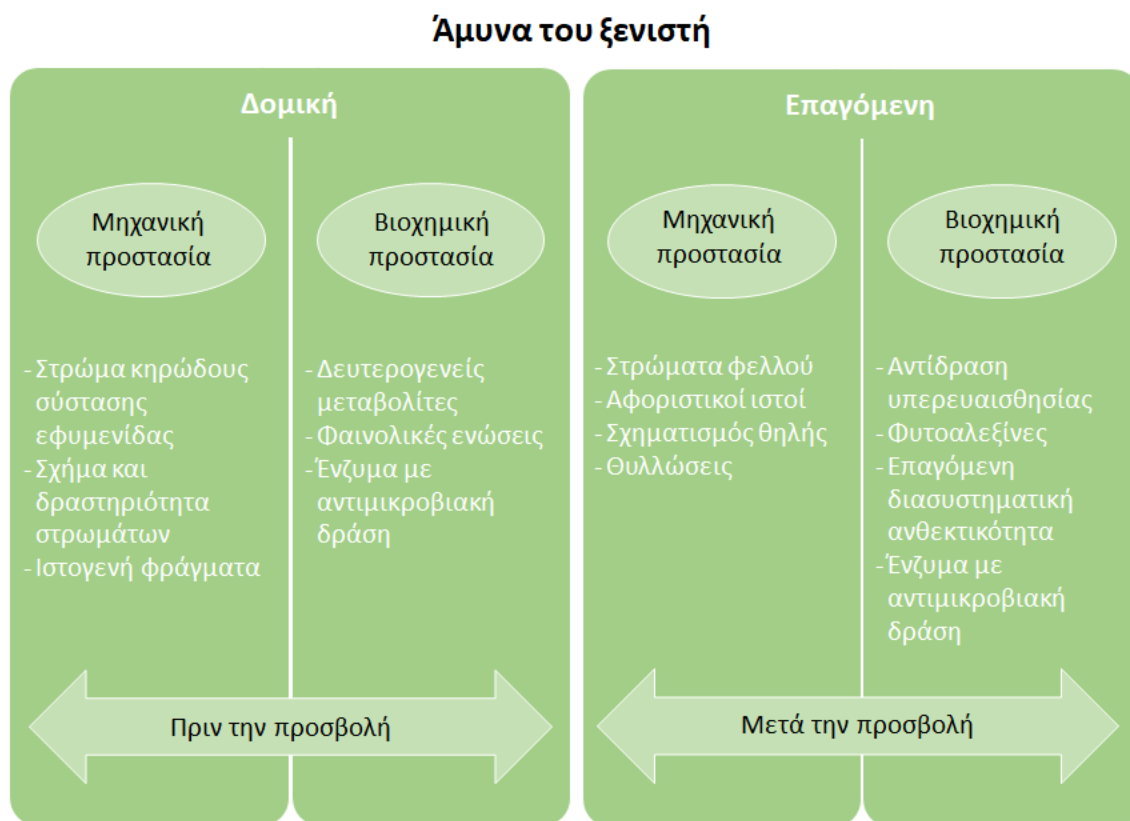 Άμυνα του ξενιστή
Δομική
Μηχανική
προστασία
Βιοχημική
προστασία
- Στρώμα κηρώδους
σύστασης
εφυμενίδας
- Σχήμα και
δραστηριότητα
στρωμάτων
- Ιστογενή φράγματα
- Δευτερογενείς
μεταβολίτες
- Φαινολικές ενώσεις
- Ένζυμα με
αντιμικροβιακή
δράση
Πριν την προσβολή
Επαγόμενη
Μηχανική
προστασία
Βιοχημική
προστασία
- Στρώματα φελλού
- Αφοριστικοί ιστοί
- Σχηματισμός θηλής
- Θυλλώσεις
- Αντίδραση
υπερευαισθησίας
- Φυτοαλεξίνες
- Επαγόμενη
διασυστηματική
ανθεκτικότητα
- Ένζυμα με
αντιμικροβιακή
δράση
Μετά την προσβολή